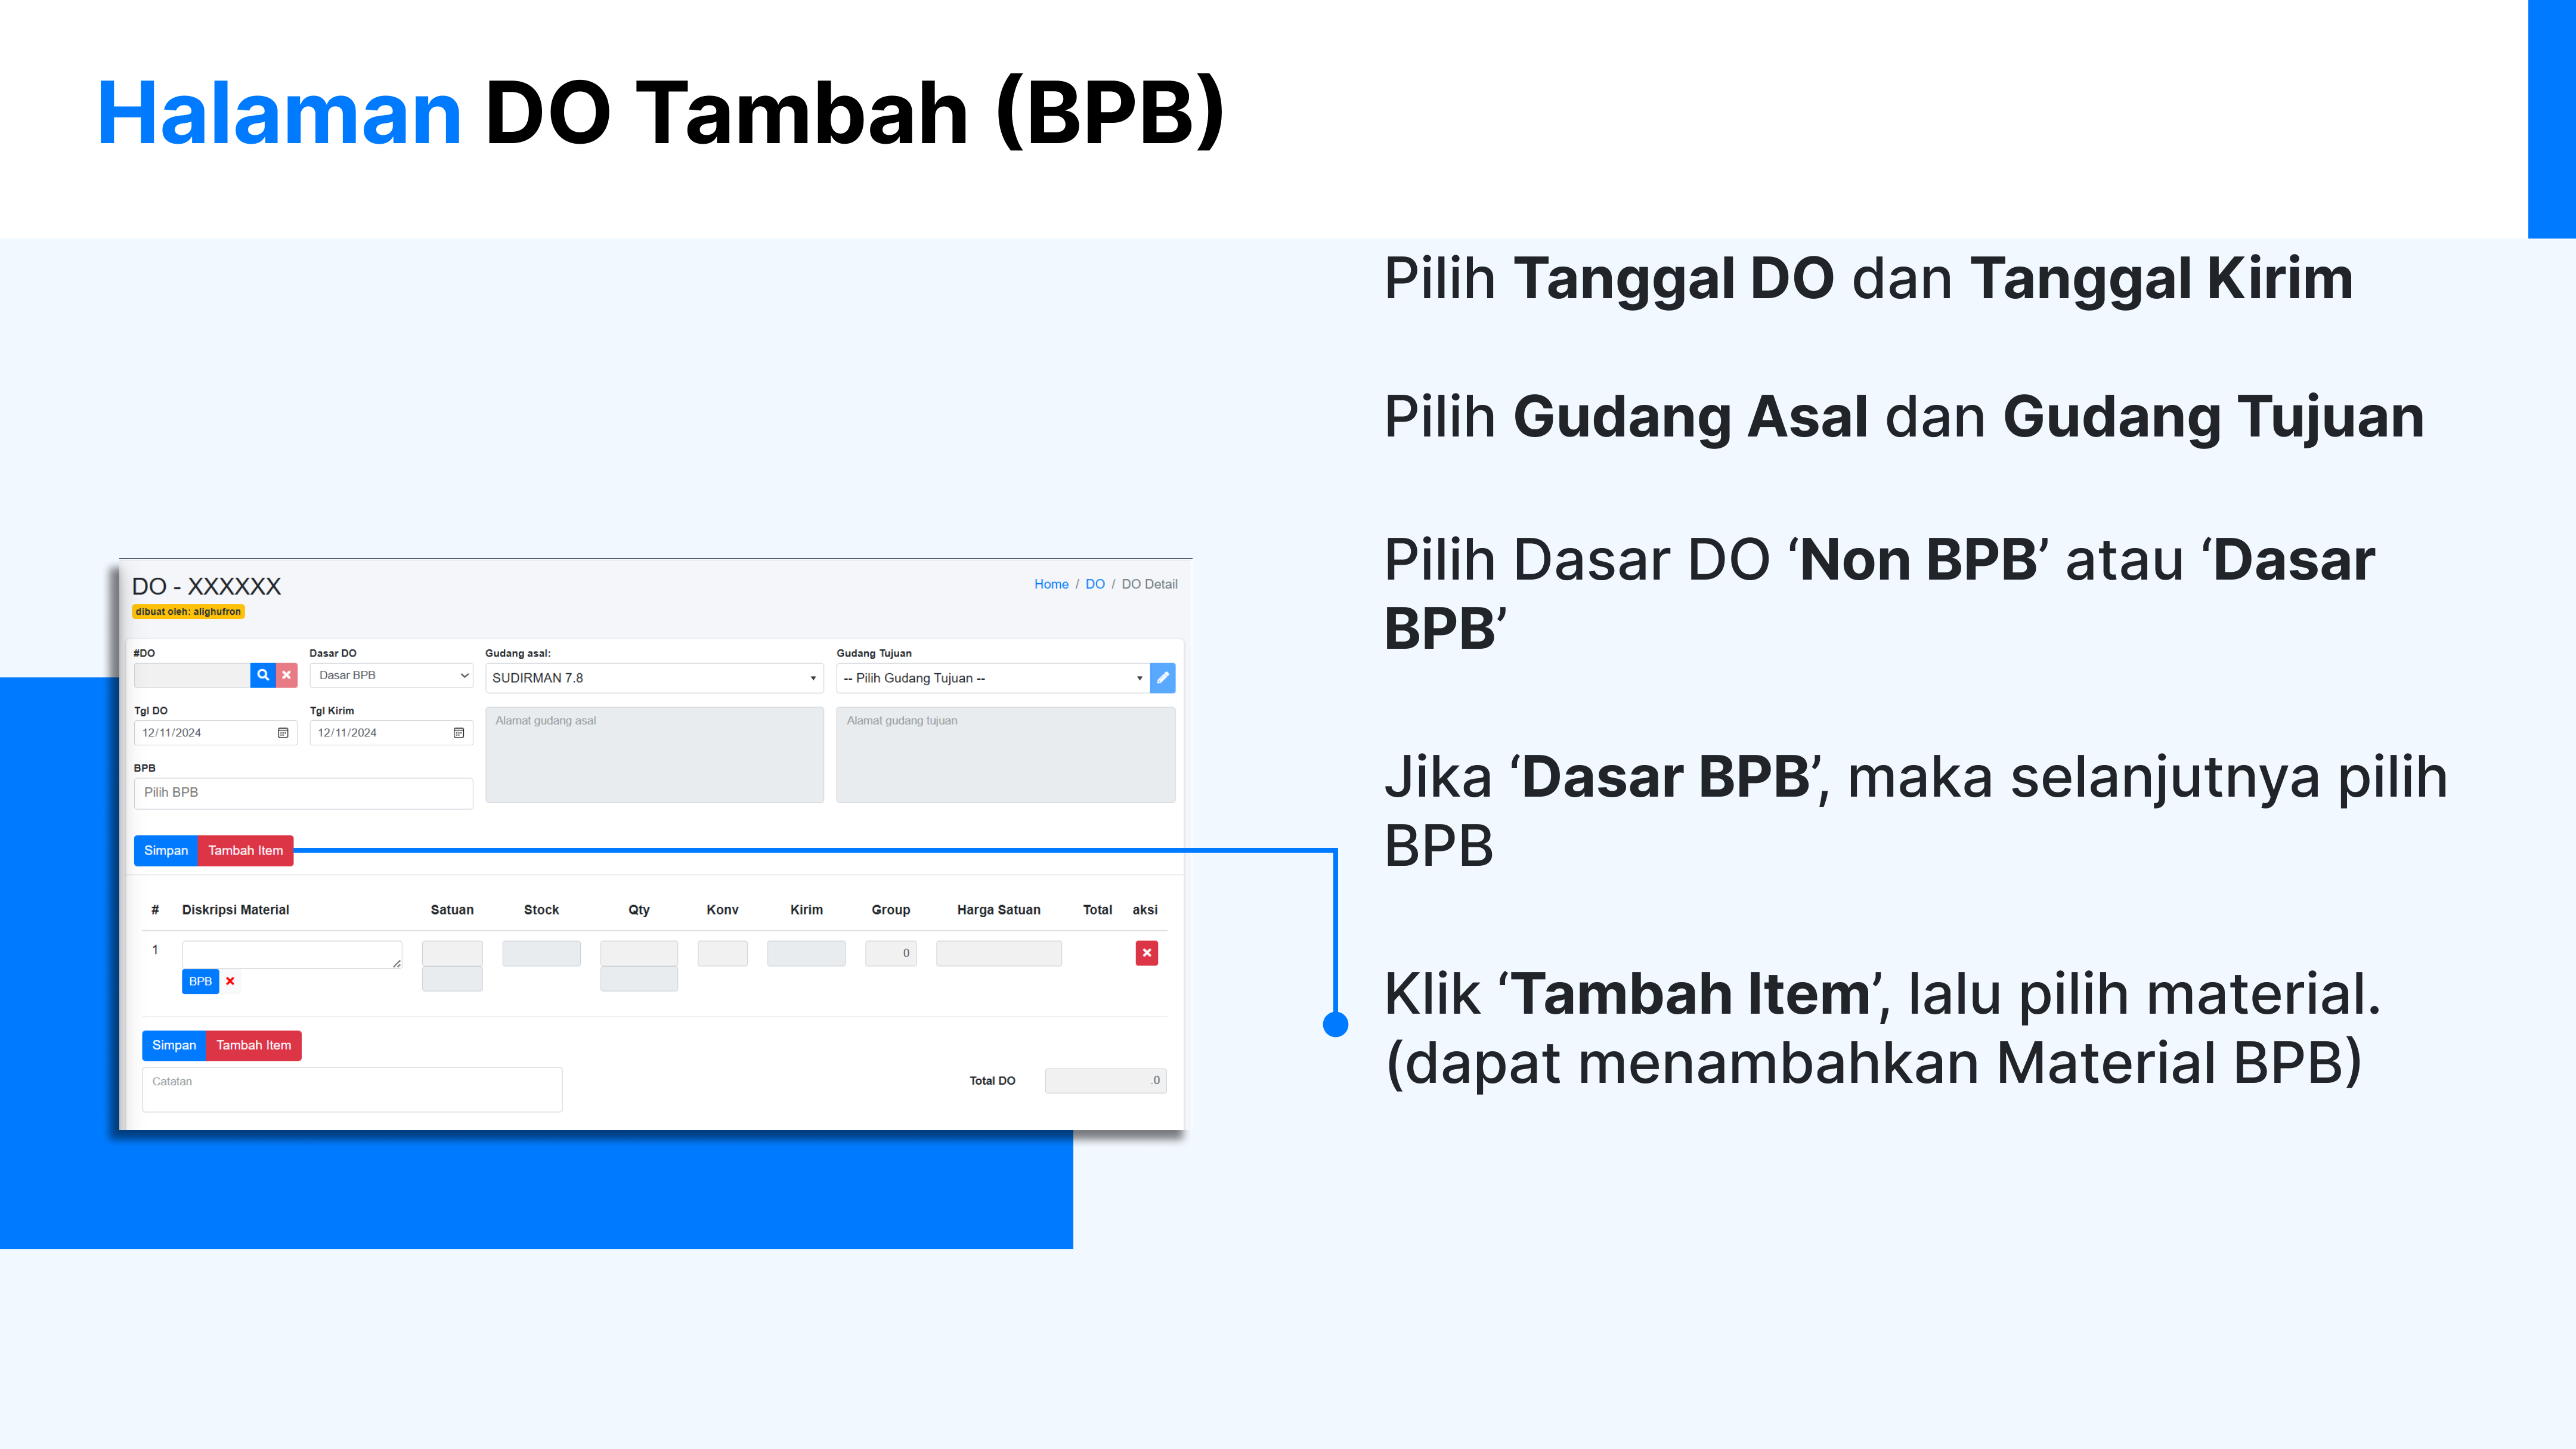 Halaman DO Tambah (BPB)
Pilih Tanggal DO dan Tanggal Kirim
Pilih Gudang Asal dan Gudang Tujuan
Pilih Dasar DO ‘Non BPB’ atau ‘Dasar
BPB’
Jika ‘Dasar BPB’, maka selanjutnya pilih
BPB
Klik ‘Tambah Item’, lalu pilih material.
(dapat menambahkan Material BPB)
DO - XXXXXX
Home / DO / DO Detail
dibuat oleh: alighufron
#DO Dasar DO Gudang asal: Gudang Tujuan
Dasar BPB SUDIRMAN 7.8 -- Pilih Gudang Tujuan --
Tgl DO Tgl Kirim Alamat gudang asal Alamat gudang tujuan
12/11/2024 12/11/2024
BPB
Pilih BPB
Simpan Tambah Item
# Diskripsi Material Satuan Stock Qty Konv Kirim Group Harga Satuan Total aksi
1 0
BPB
Simpan Tambah Item
Catatan Total DO .0